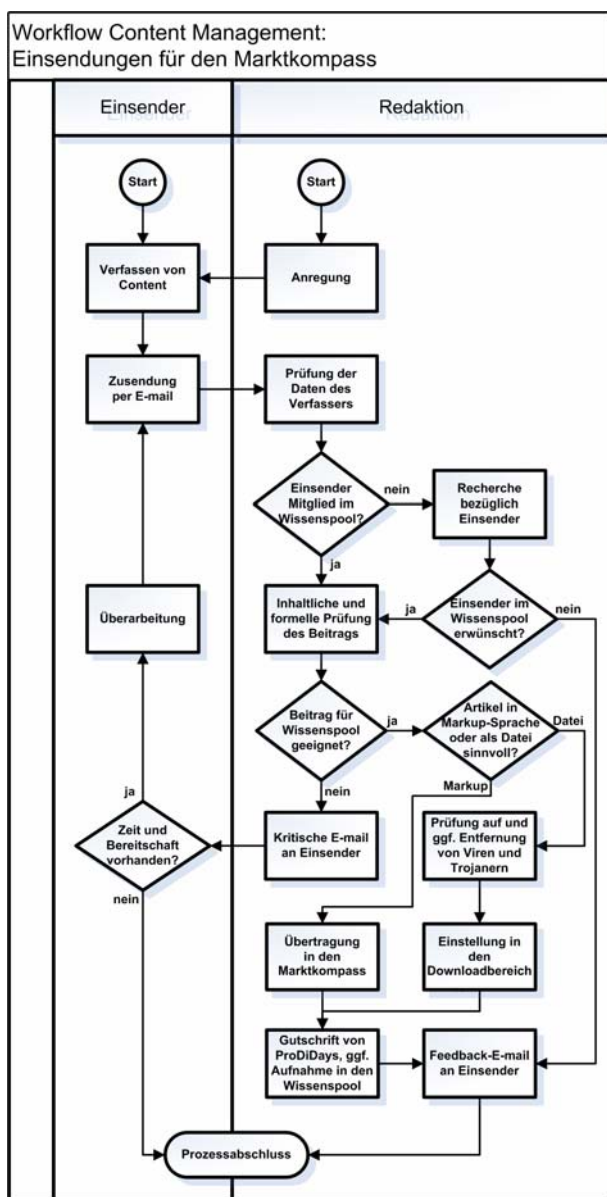 Workflow Content Management:
Einsendungen für den Marktkompass
Einsender
Redaktion
Start
Start
Verfassen von
Content
Anregung
Zusendung
per E-mail
Prüfung der
Daten des
Verfassers
Einsender
Mitglied im
Wissenspool?
nein
ja
Recherche
bezüglich
Einsender
Überarbeitung
Inhaltliche und
formelle Prüfung
des Beitrags
ja
Einsender im
Wissenspool
erwünscht?
nein
Beitrag für
Wissenspool
geeignet?
ja
nein
Artikel in
Markup-Sprache
oder als Datei
sinnvoll?
Datei
Markup
ja
Zeit und
Bereitschaft
vorhanden?
nein
Kritische E-mail
an Einsender
Prüfung auf und
ggf. Entfernung
von Viren und
Trojanern
Übertragung
in den
Marktkompass
Einstellung in
den
Downloadbereich
Gutschrift von
ProDiDays, ggf.
Aufnahme in den
Wissenspool
Feedback-E-mail
an Einsender
Prozessabschluss